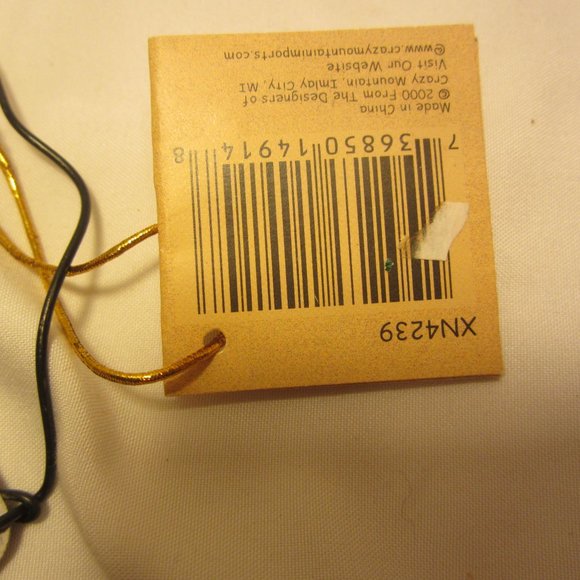 XN4239
7 36850 14914 8
Made in China
© 2000 From The Designers of
Crazy Mountain, Imlay City, MI
Visit Our Website
@www.crazymountainimports.com